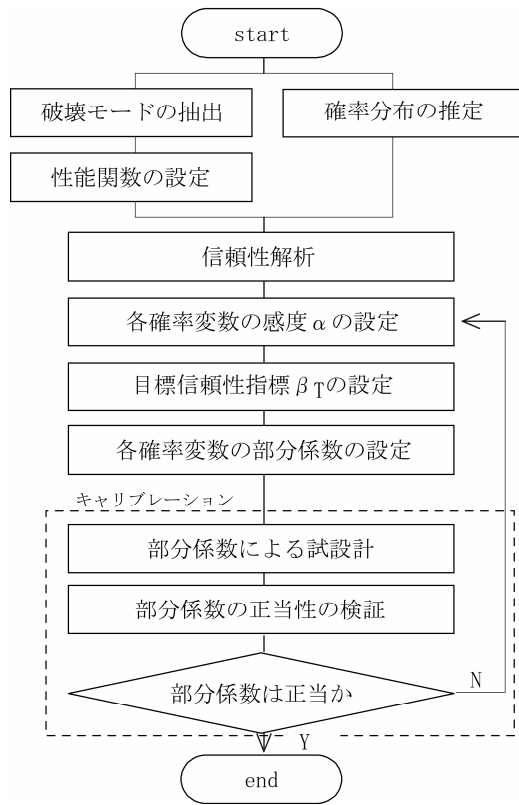 start
破壊モードの抽出
確率分布の推定
性能関数の設定
信頼性解析
各確率変数の感度αの設定
目標信頼性指標βTの設定
各確率変数の部分係数の設定
キャリブレーション
部分係数による試設計
部分係数の正当性の検証
部分係数は正当か
N
Y
end